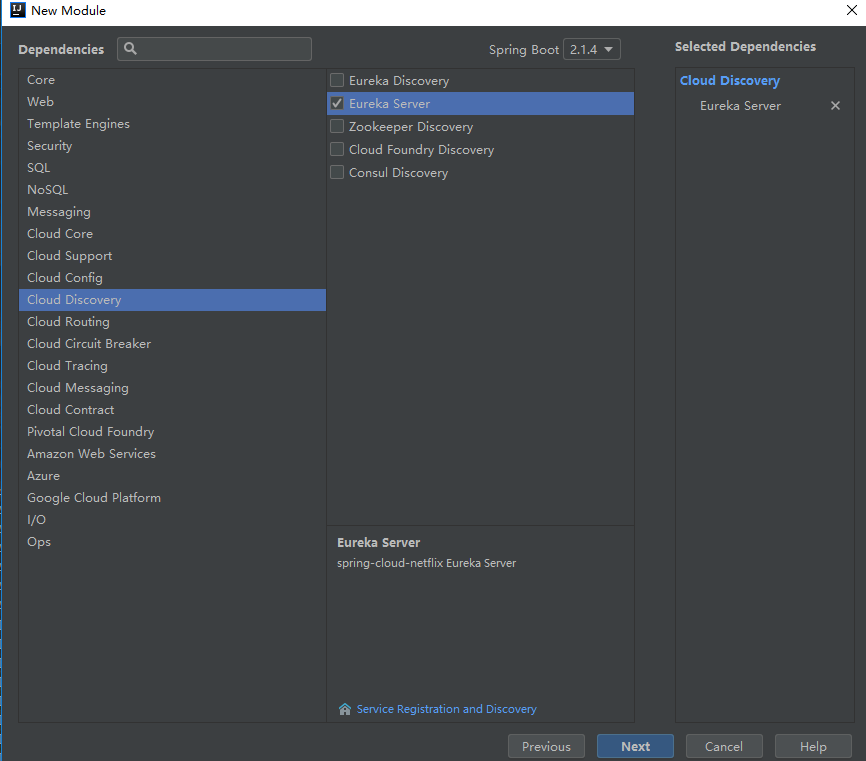 New Module
Dependencies
Spring Boot 2.1.4
Selected Dependencies
Core
Web
Template Engines
Security
SQL
NoSQL
Messaging
Cloud Core
Cloud Support
Cloud Config
Cloud Discovery
Cloud Routing
Cloud Circuit Breaker
Cloud Tracing
Cloud Messaging
Cloud Contract
Pivotal Cloud Foundry
Amazon Web Services
Azure
Google Cloud Platform
I/O
Ops
Eureka Discovery
Eureka Server
Zookeeper Discovery
Cloud Foundry Discovery
Consul Discovery
Eureka Server
spring-cloud-netflix Eureka Server
Service Registration and Discovery
Cloud Discovery
Eureka Server
Previous
Next
Cancel
Help